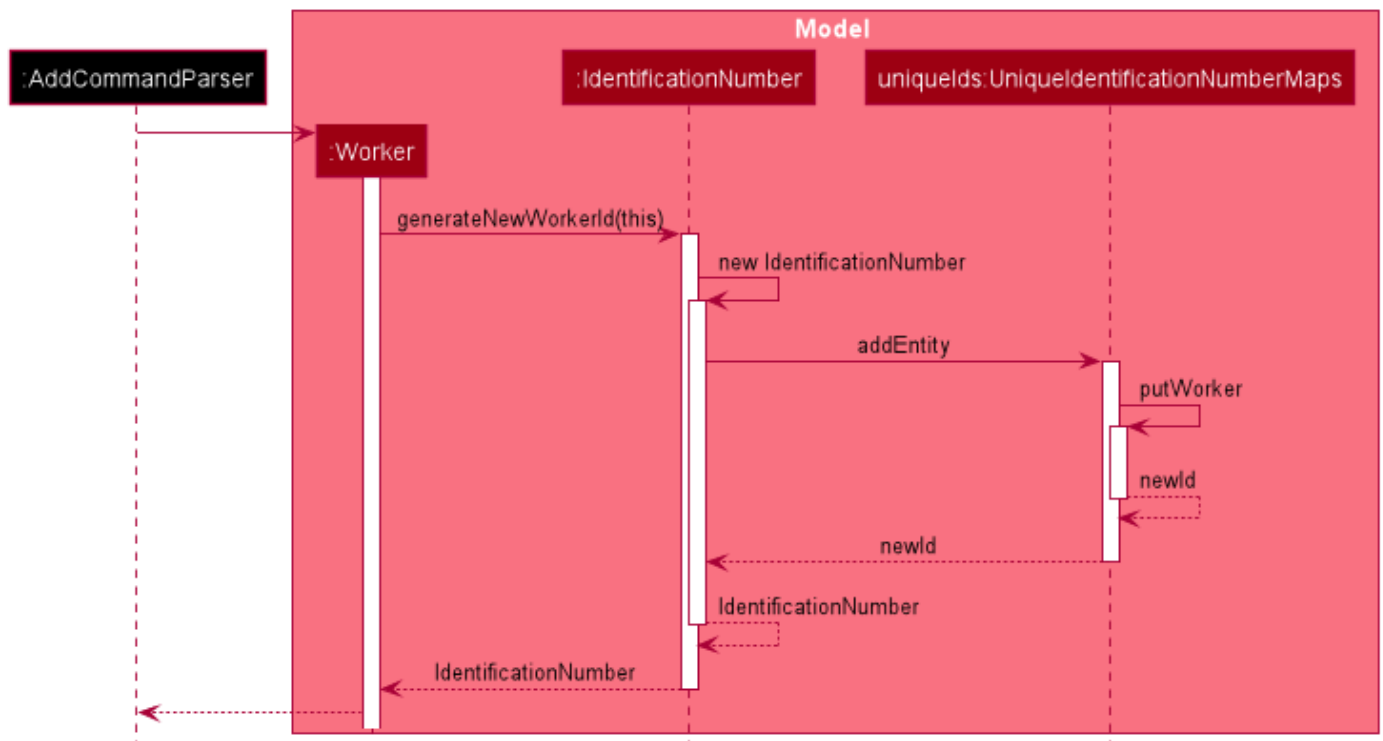 Model
:AddCommandParser
:IdentificationNumber
uniqueIds:UniqueIdentificationNumberMaps
:Worker
generateNewWorkerId(this)
new IdentificationNumber
addEntity
putWorker
newId
newId
IdentificationNumber
IdentificationNumber